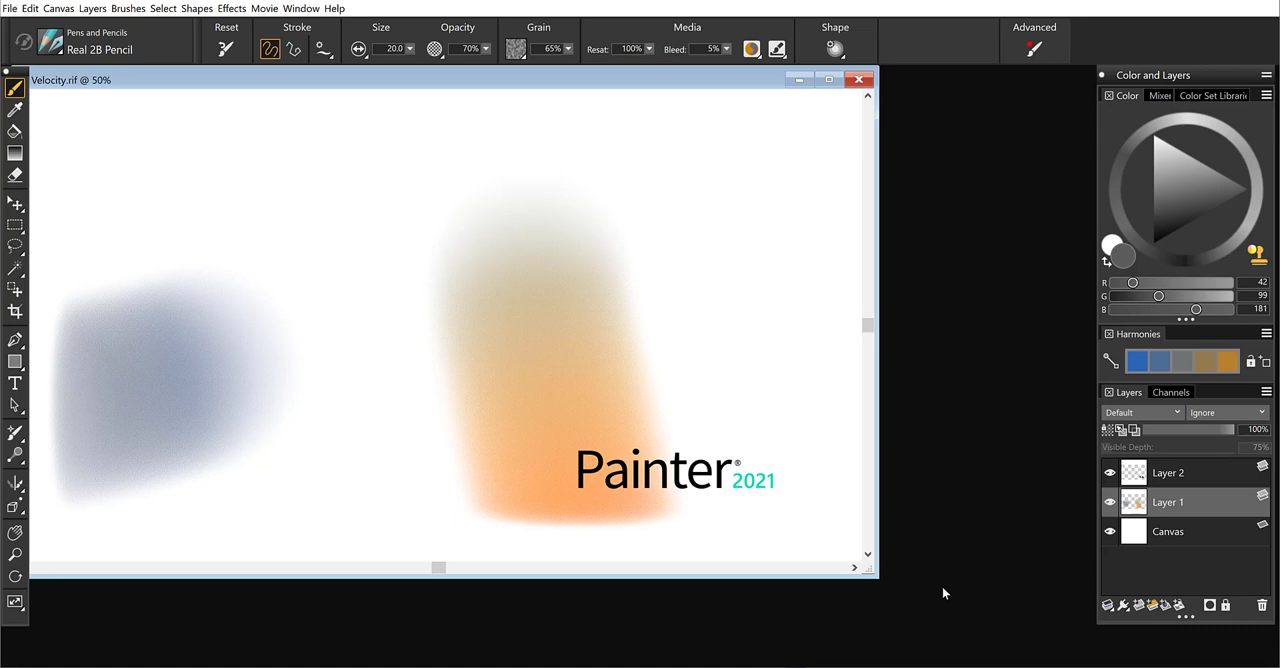 File Edit Canvas Layers Brushes Select Shapes Effects Movie Window Help
Pens and Pencils
Real 2B Pencil
Reset
Stroke
Size
20.0
Opacity
70%
Grain
65%
Media
Resat: 100% Bleed: 5%
Shape
Advanced
Velocity.rif @ 50%
Painter® 2021
Color and Layers
Color Mixer Color Set Librari
R 42
G 99
B 181
Harmonies
Layers Channels
Default Ignore
100%
Visible Depth: 75%
Layer 2
Layer 1
Canvas
T